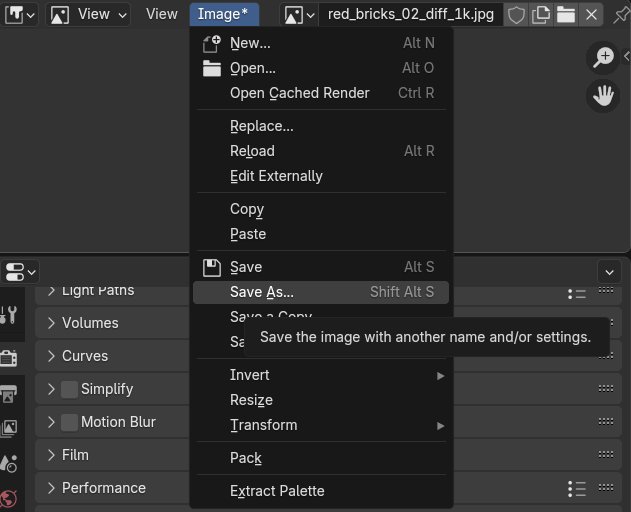 View View Image* red_bricks_02_diff_1k.jpg
New... Alt N
Open... Alt O
Open Cached Render Ctrl R
Replace...
Reload Alt R
Edit Externally
Copy
Paste
Save Alt S
Light Paths
Save As... Shift Alt S
Save a Copy
Volumes
Save the image with another name and/or settings.
Sa
Curves
Invert
Simplify
Resize
Motion Blur
Transform
Film
Pack
Performance
Extract Palette